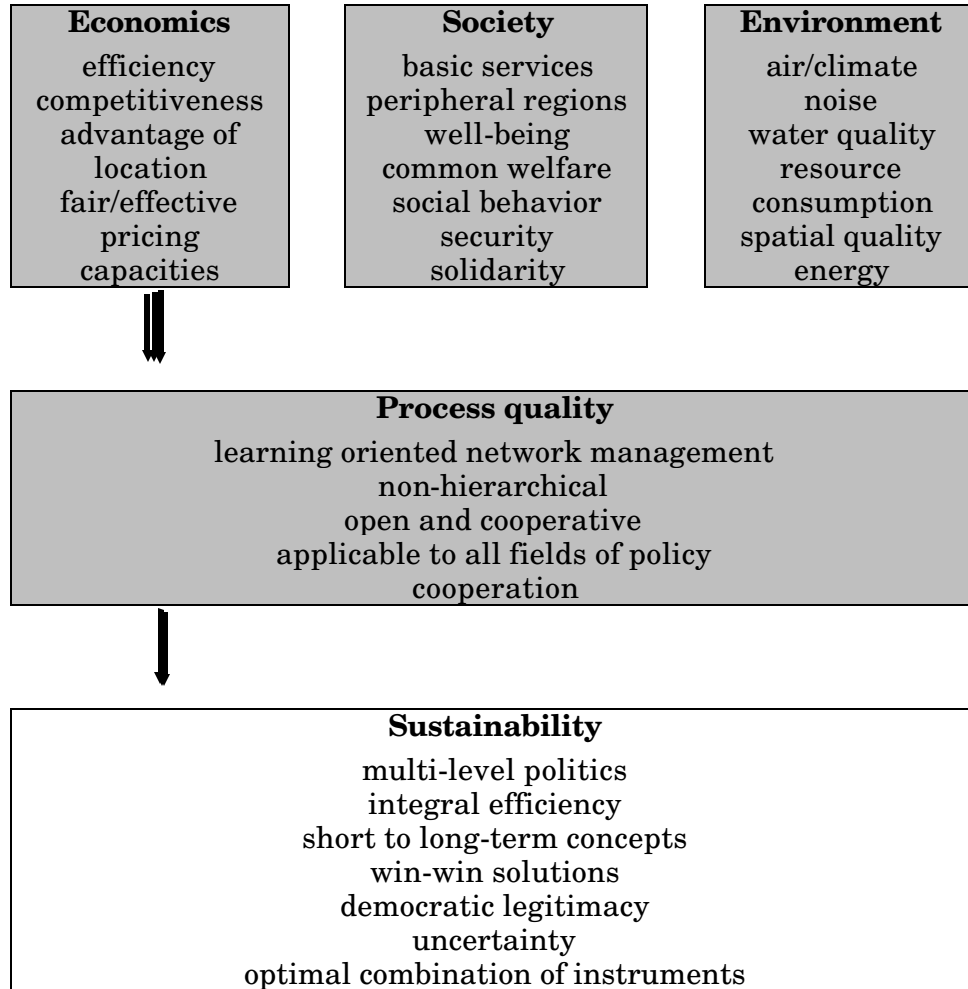 Economics
efficiency
competitiveness
advantage of
location
fair/effective
pricing
capacities
Society
basic services
peripheral regions
well-being
common welfare
social behavior
security
solidarity
Environment
air/climate
noise
water quality
resource
consumption
spatial quality
energy
Process quality
learning oriented network management
non-hierarchical
open and cooperative
applicable to all fields of policy
cooperation
Sustainability
multi-level politics
integral efficiency
short to long-term concepts
win-win solutions
democratic legitimacy
uncertainty
optimal combination of instruments